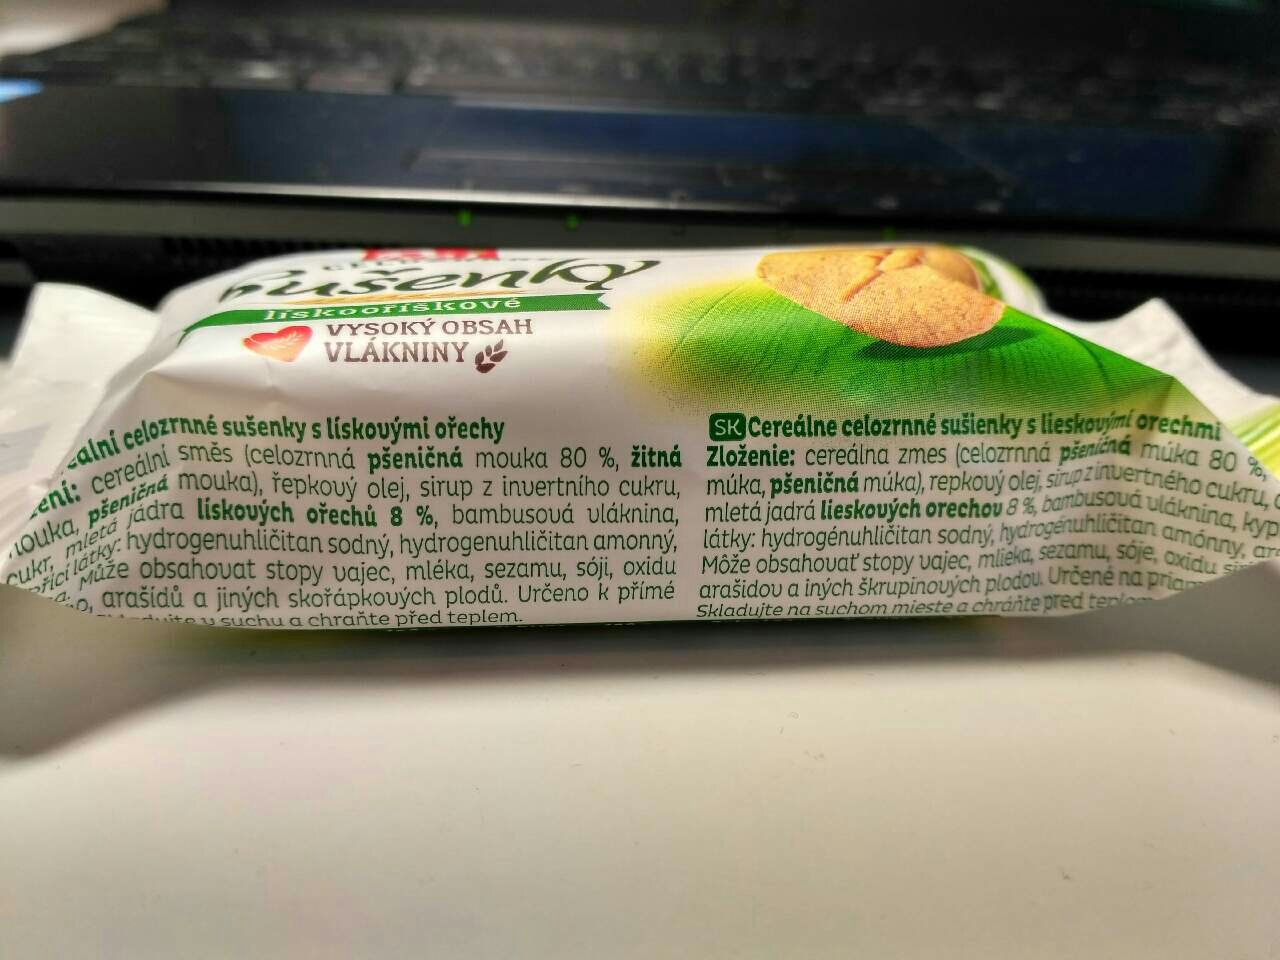 sušenky
lískooříškové
VYSOKÝ OBSAH
VLÁKNINY
celozrnné sušenky s lískovými ořechy
cereální směs (celozrnná pšeničná mouka 80 %, žitná
mouka, pšeničná mouka), řepkový olej, sirup z invertního cukru,
cukr, mletá jádra lískových ořechů 8 %, bambusová vláknina,
látky: hydrogenuhličitan sodný, hydrogenuhličitan amonný,
Může obsahovat stopy vajec, mléka, sezamu, sóji, oxidu
arašídů a jiných skořápkových plodů. Určeno k přímé
v suchu a chraňte před teplem.
SK Cereálne celozrnné sušienky s lieskovými orechmi
Zloženie: cereálna zmes (celozrnná pšeničná múka 80 %,
múka, pšeničná múka), repkový olej, sirup z invertného cukru,
mleté jadrá lieskových orechov 8 %, bambusová vláknina,
látky: hydrogénuhličitan sodný, hydrogénuhličitan amónny,
Môže obsahovať stopy vajec, mlieka, sezamu, sóje, oxidu
arašidov a iných škrupinových plodov. Určené na
Skladujte na suchom mieste a chráňte pred